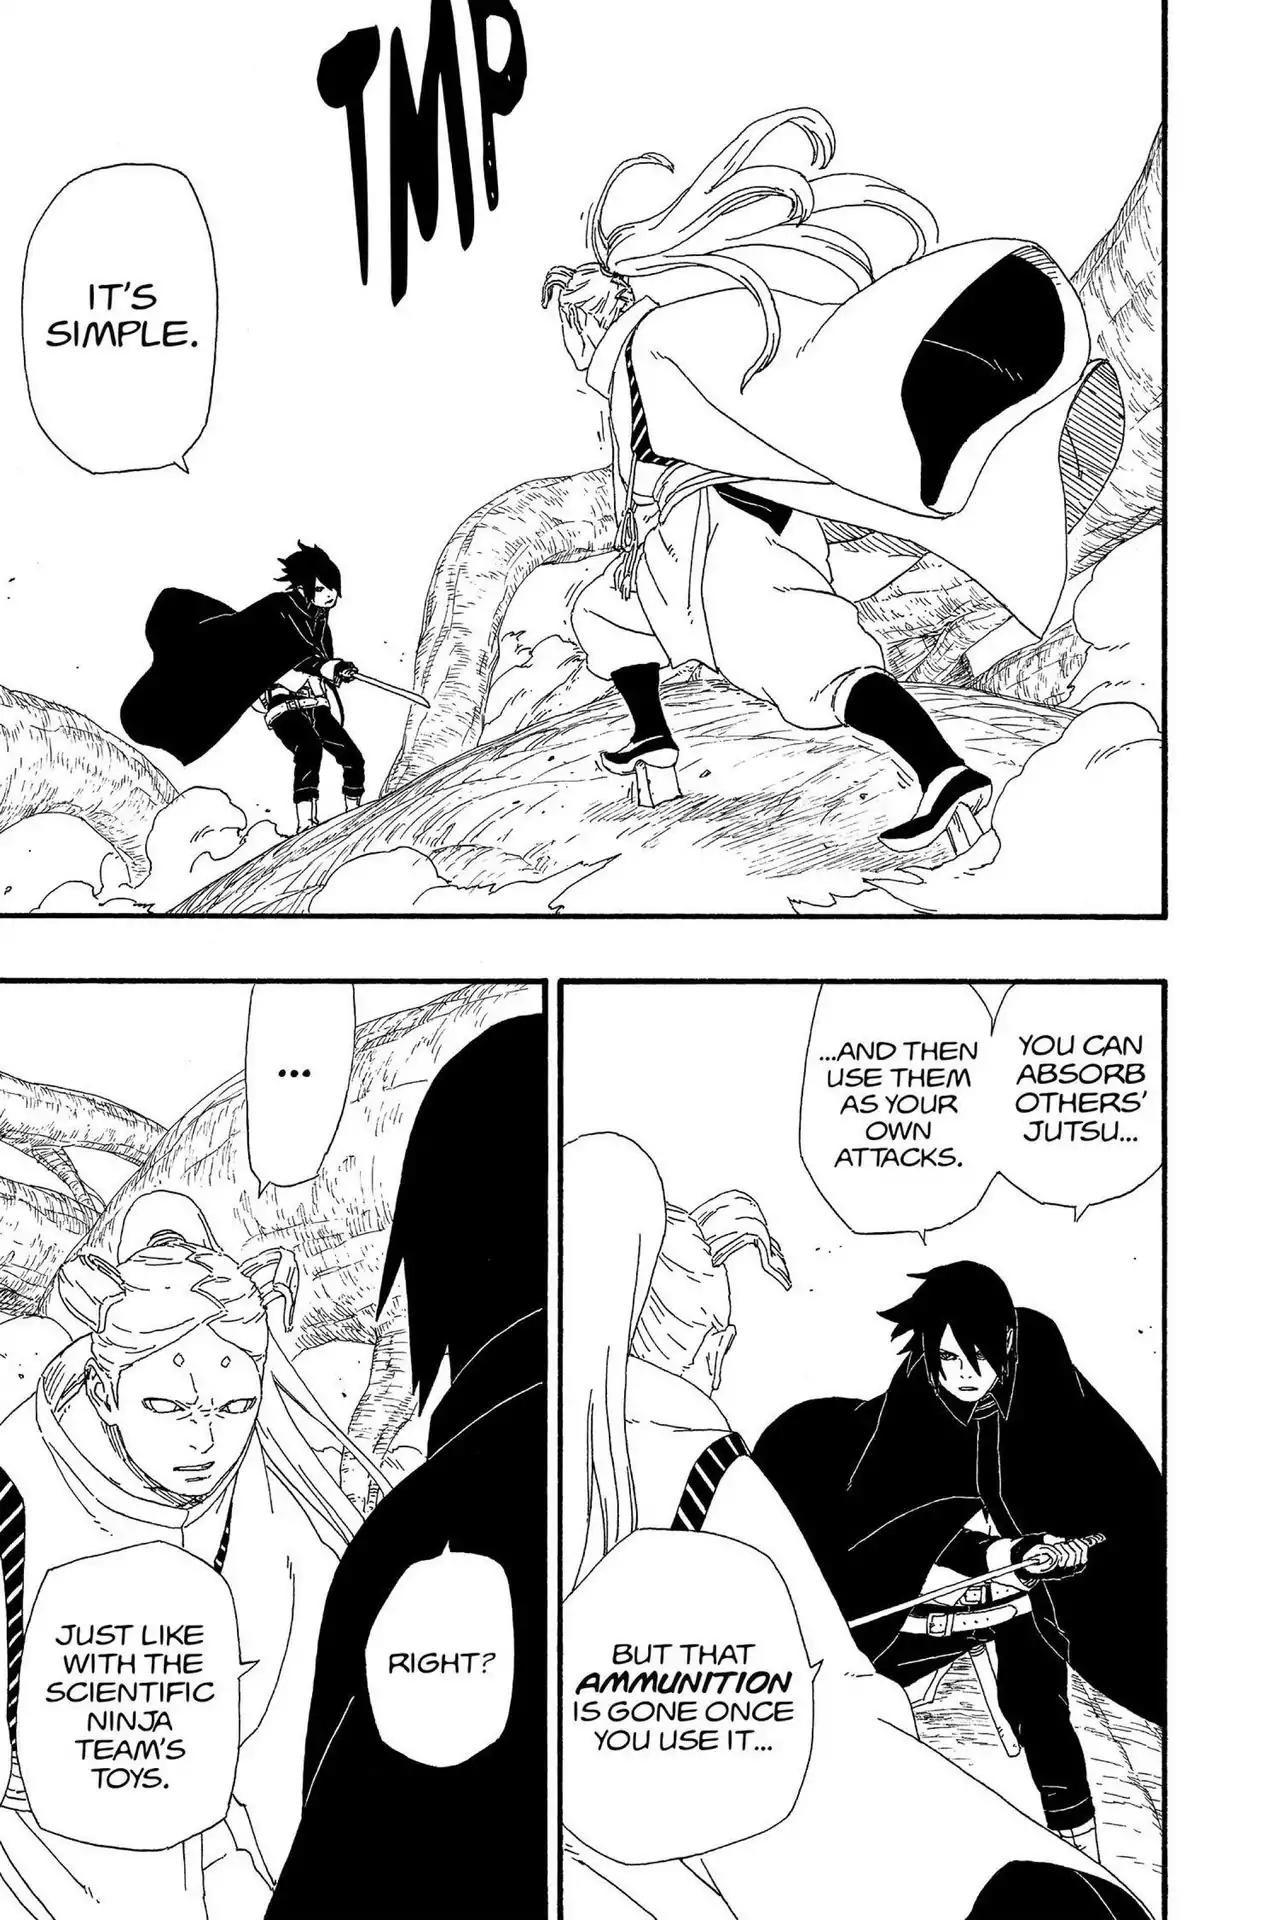 TMP
IT'S
SIMPLE.
YOU CAN
ABSORB
OTHERS'
JUTSU...
...AND THEN
USE THEM
AS YOUR
OWN
ATTACKS.
BUT THAT
AMMUNITION
IS GONE ONCE
YOU USE IT...
...
RIGHT?
JUST LIKE
WITH THE
SCIENTIFIC
NINJA
TEAM'S
TOYS.